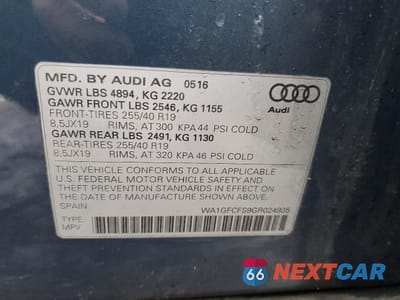 MFD. BY AUDI AG 0516
GVWR LBS 4894, KG 2220
GAWR FRONT LBS 2546, KG 1155
FRONT-TIRES 255/40 R19
8,5JX19 RIMS, AT 300 KPA 44 PSI COLD
GAWR REAR LBS 2491, KG 1130
REAR-TIRES 255/40 R19
8,5JX19 RIMS, AT 320 KPA 46 PSI COLD
THIS VEHICLE CONFORMS TO ALL APPLICABLE
U.S. FEDERAL MOTOR VEHICLE SAFETY AND
THEFT PREVENTION STANDARDS IN EFFECT ON
THE DATE OF MANUFACTURE SHOWN ABOVE.
SPAIN WA1GFCFS9GR024935
TYPE:
MPV
Audi
66 NEXTCAR